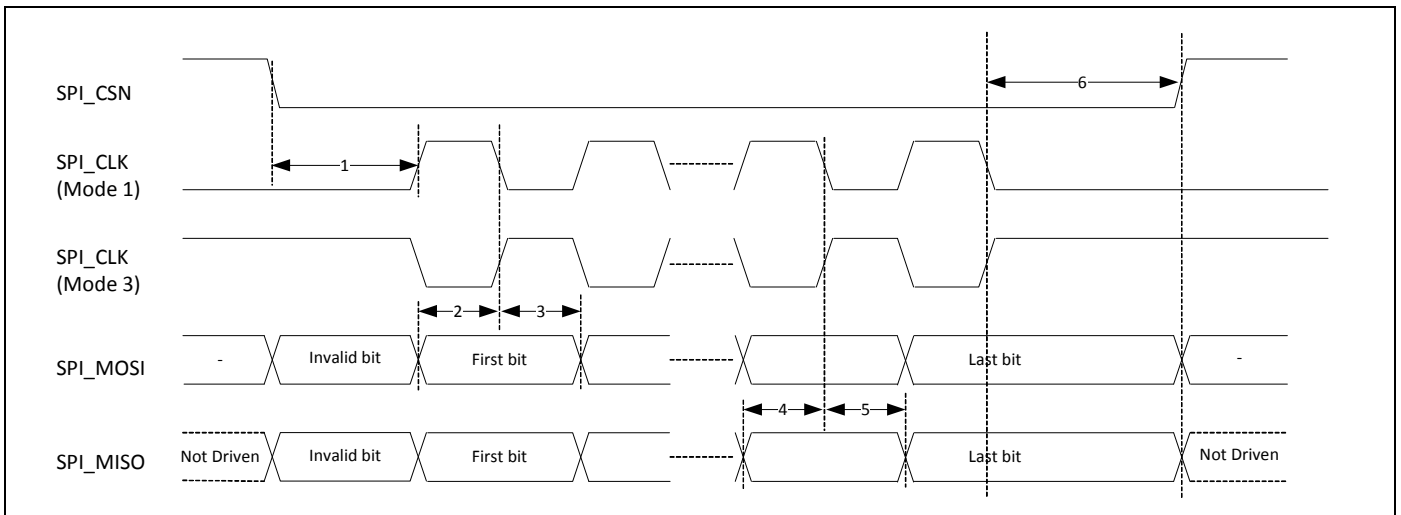 SPI_CSN
6
SPI_CLK
(Mode 1)
1
SPI_CLK
(Mode 3)
2
3
SPI_MOSI
-
Invalid bit
First bit
Last bit
-
4
5
SPI_MISO
Not Driven
Invalid bit
First bit
Last bit
Not Driven